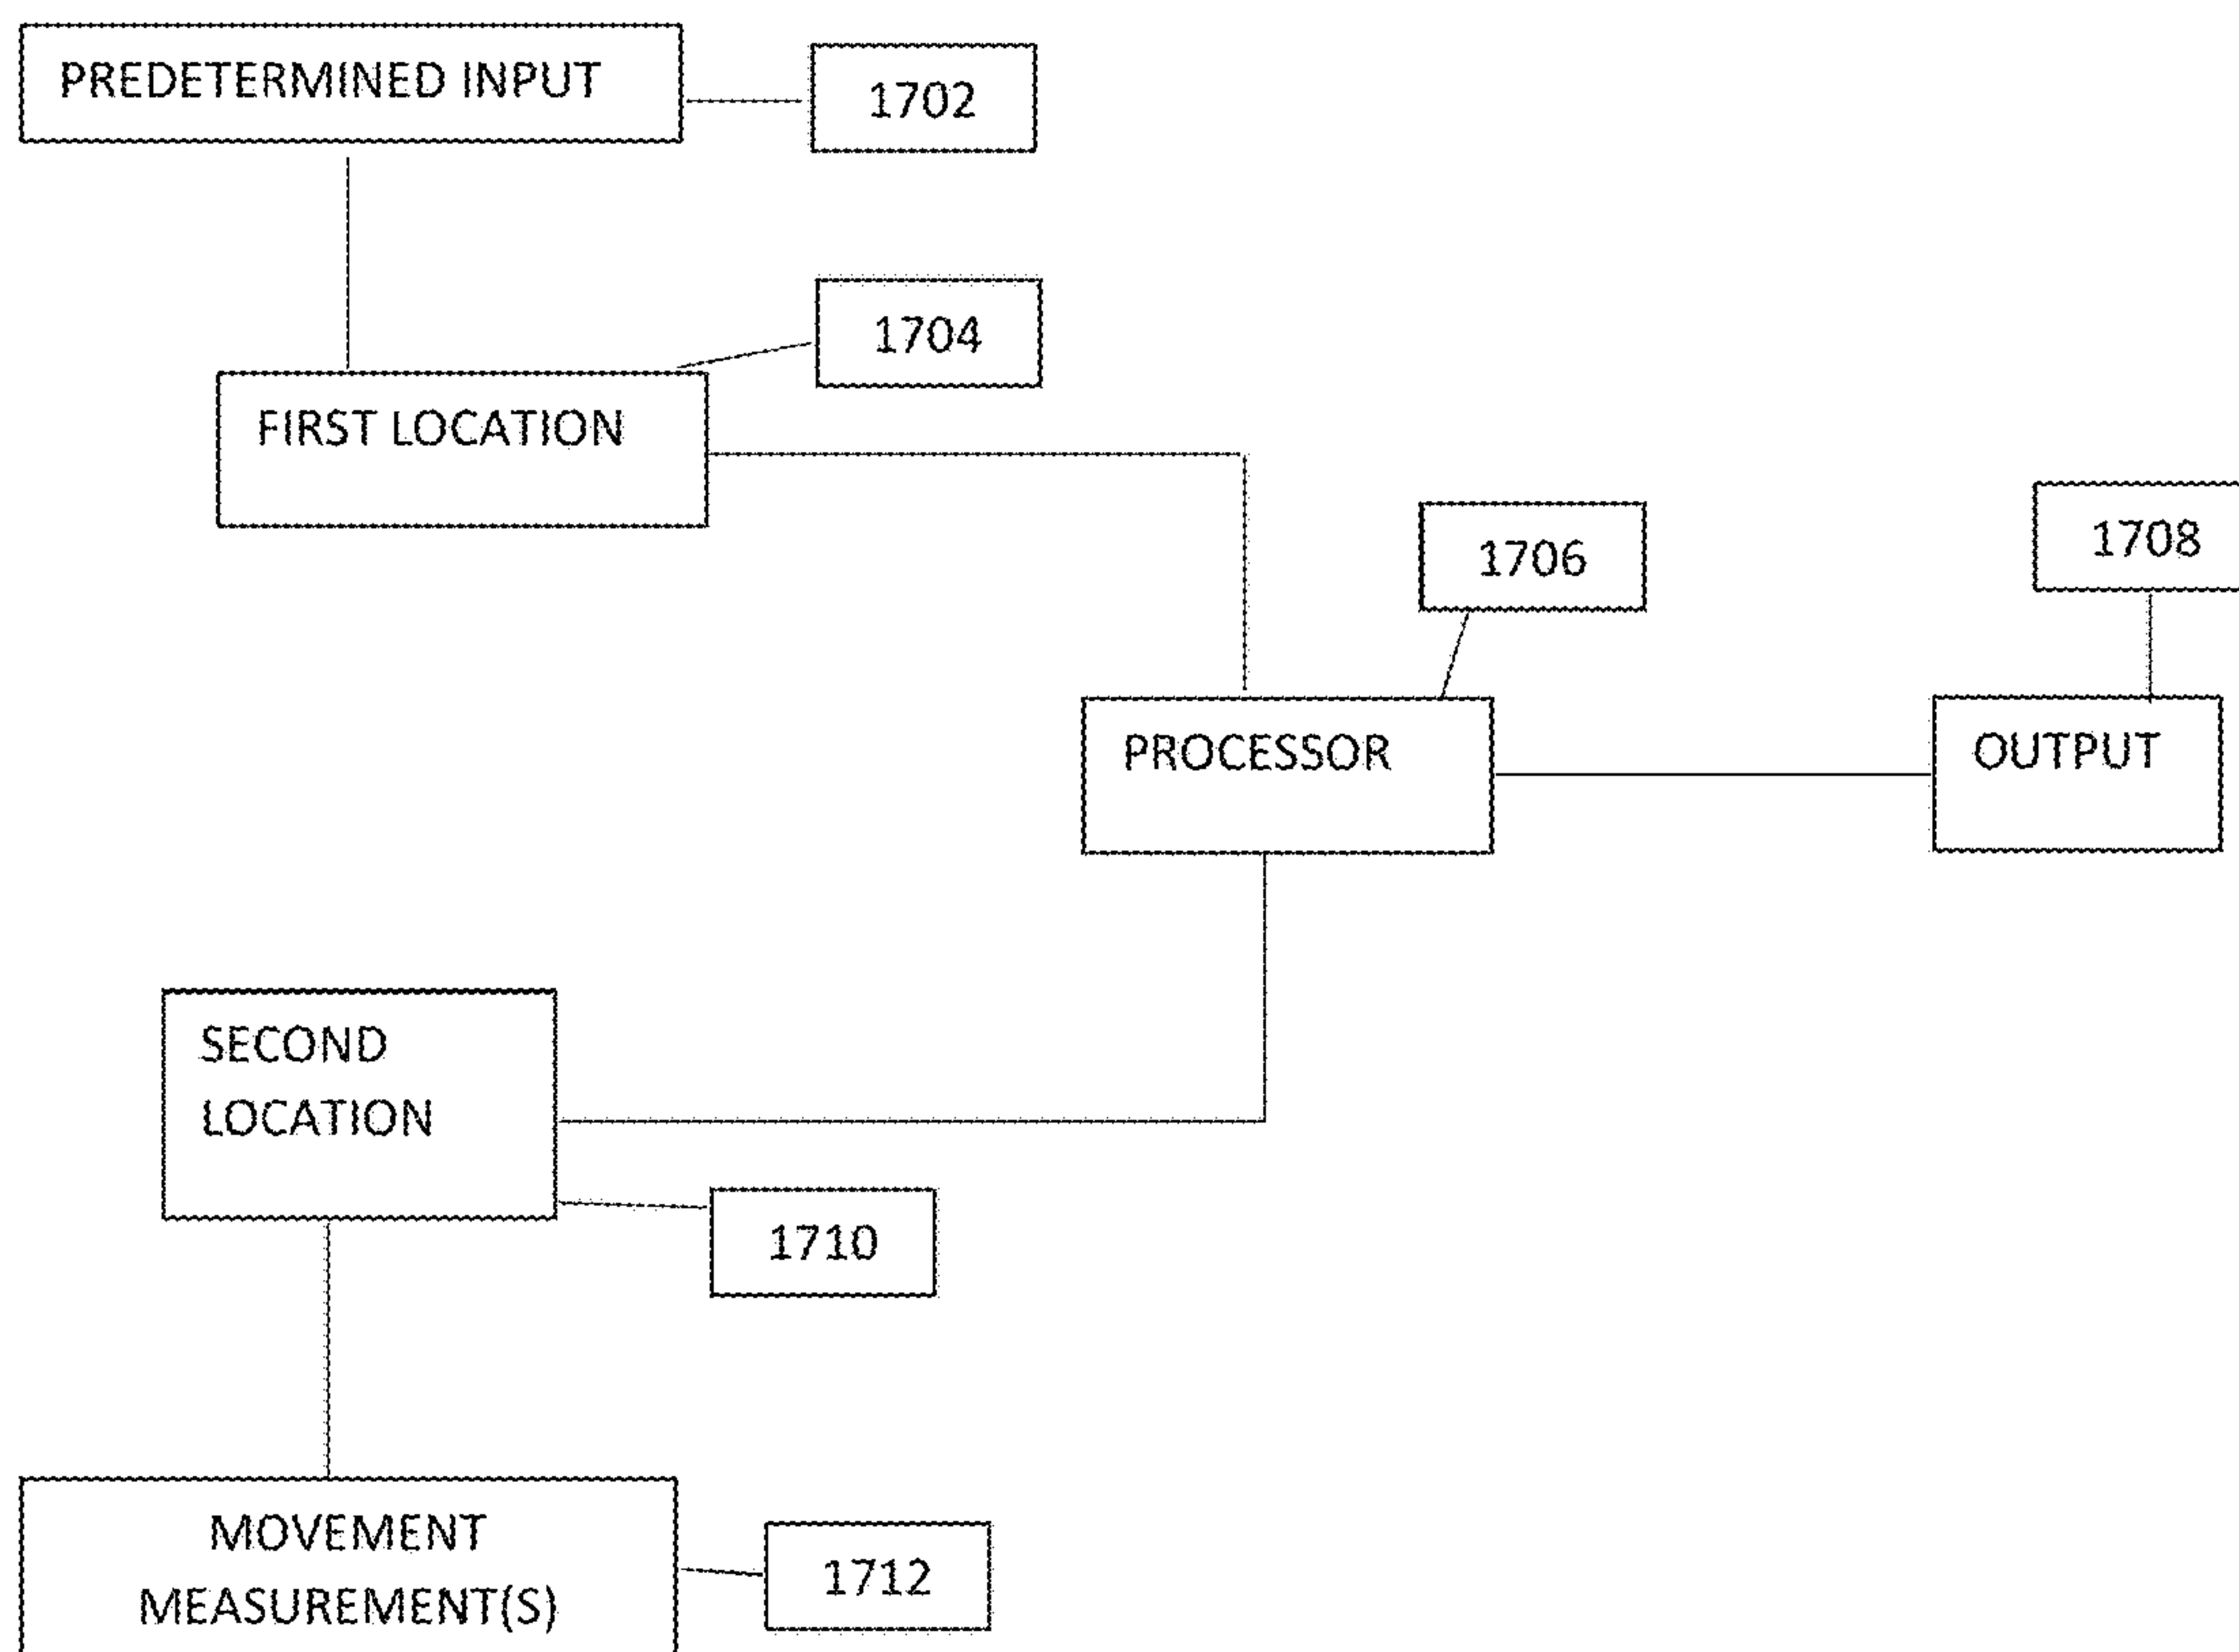 PREDETERMINED INPUT
1702
1704
FIRST LOCATION
1706
1708
PROCESSOR
OUTPUT
SECOND
LOCATION
1710
MOVEMENT
MEASUREMENT(S)
1712